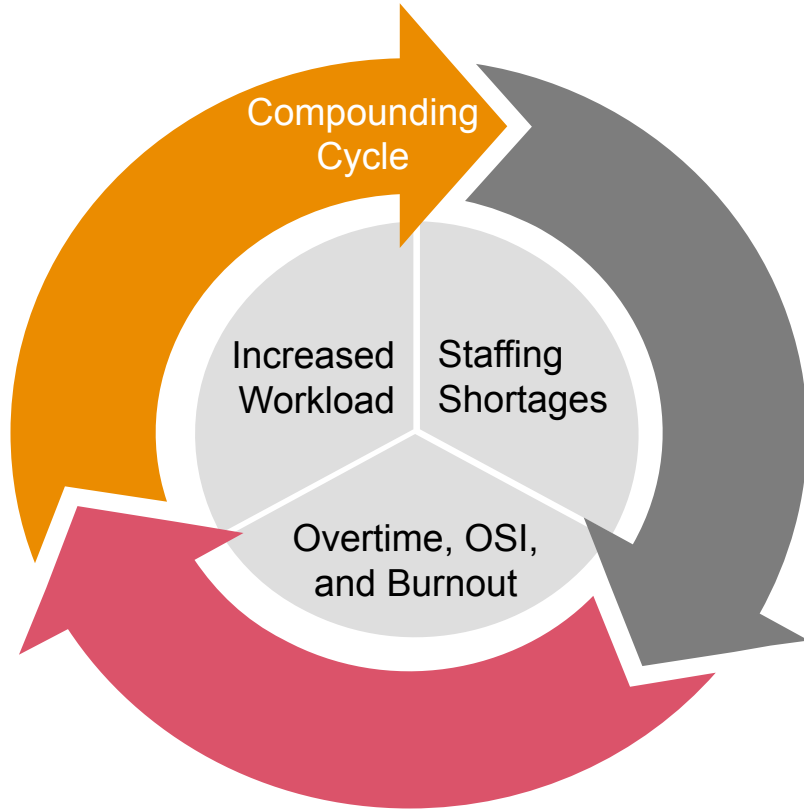 Compounding
Cycle
Increased
Workload
Staffing
Shortages
Overtime, OSI,
and Burnout